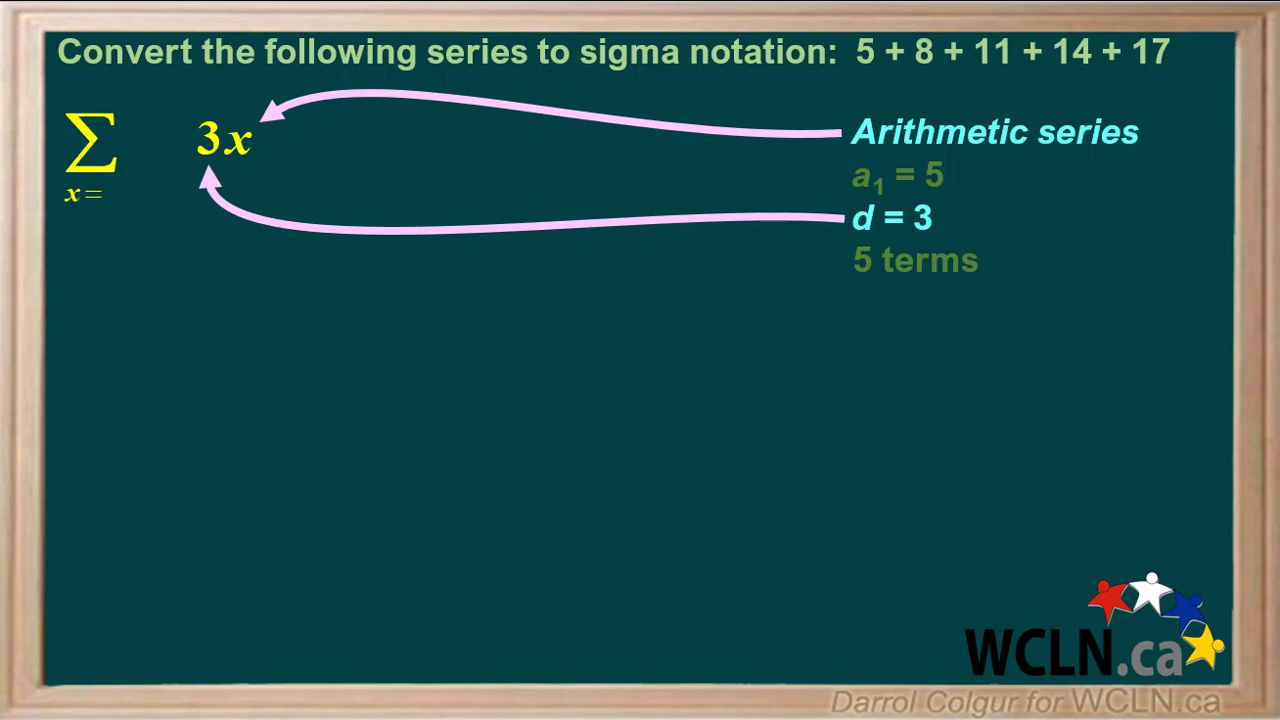 Convert the following series to sigma notation: 5 + 8 + 11 + 14 + 17
∑ 3x
x =
Arithmetic series
a₁ = 5
d = 3
5 terms
WCLN.ca
Darrol Colgur for WCLN.ca